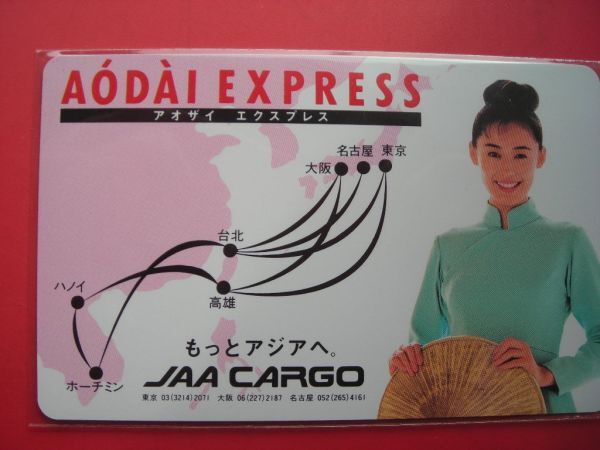 AÓDÀI EXPRESS
アオザイ エクスプレス
大阪 名古屋 東京
台北
ハノイ
高雄
ホーチミン
もっとアジアへ。
JAA CARGO
東京 03(3214)2071 大阪 06(227)2187 名古屋 052(265)4161